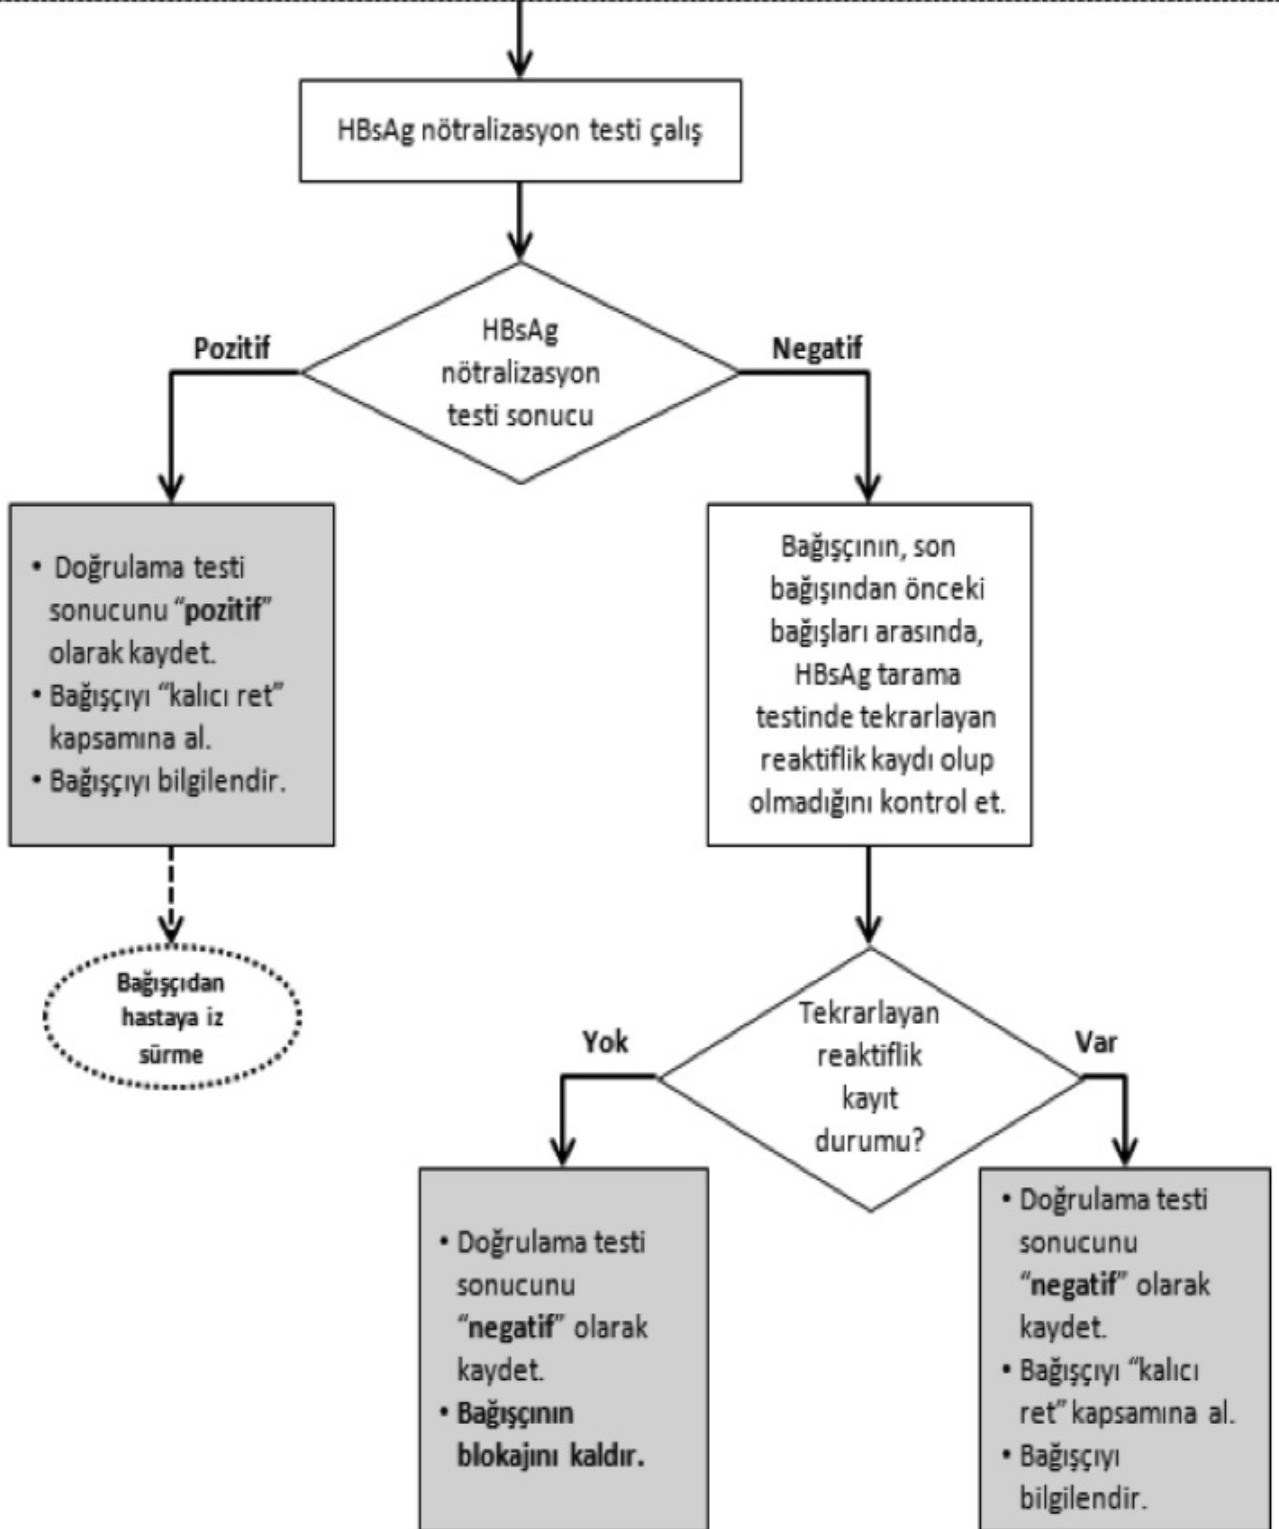 HBsAg nötralizasyon testi çalış
HBsAg
nötralizasyon
testi sonucu
Pozitif
Negatif
• Doğrulama testi
sonucunu “pozitif”
olarak kaydet.
• Bağışçıyı “kalıcı ret”
kapsamına al.
• Bağışçıyı bilgilendir.
Bağışçının, son
bağışından önceki
bağışları arasında,
HBsAg tarama
testinde tekrarlayan
reaktiflik kaydı olup
olmadığını kontrol et.
Bağışçıdan
hastaya iz
sürme
Tekrarlayan
reaktiflik
kayıt
durumu?
Yok
Var
• Doğrulama testi
sonucunu
“negatif” olarak
kaydet.
• Bağışçının
blokajını kaldır.
• Doğrulama testi
sonucunu
“negatif” olarak
kaydet.
• Bağışçıyı “kalıcı
ret” kapsamına al.
• Bağışçıyı
bilgilendir.